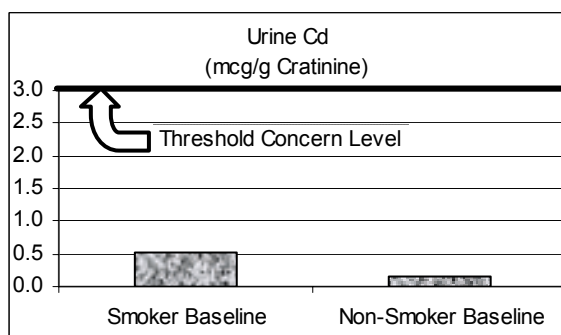 Urine Cd
(mcg/g Cratinine)
3.0
Threshold Concern Level
2.5
2.0
1.5
1.0
0.5
0.0
Smoker Baseline Non-Smoker Baseline